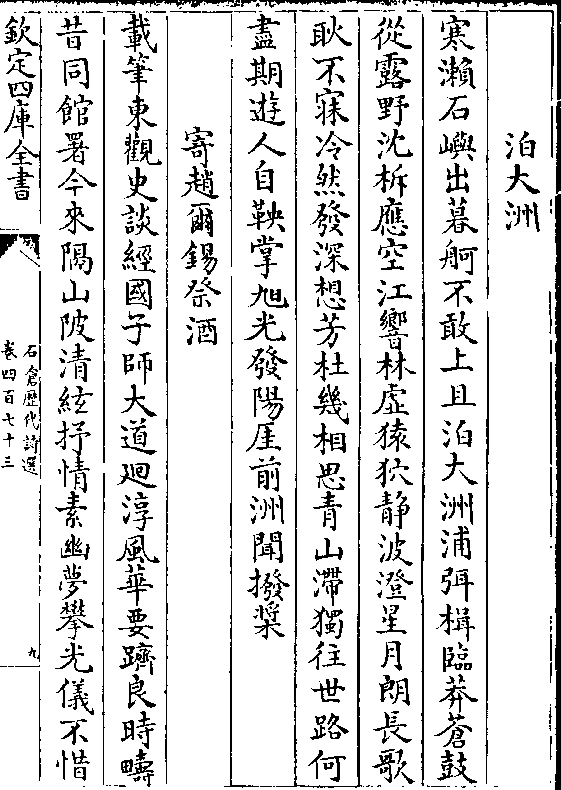 泊大洲
寒瀬石嶼出暮舸不敢上且泊大洲浦弭楫臨莽蒼鼓
從露野沈柝應空江響林虛猿狖静波澄星月朗長歌
耿不寐冷然發深想芳杜幾相思青山滯獨往世路何
盡期遊人自鞅掌旭光發陽厓前洲聞撥槳
寄趙爾錫祭酒
載筆東觀史談經國子師大道廻淳風華要躋良時疇
昔同館署今來隔山陂清絃抒情素幽夢攀光儀不惜
欽定四庫全書
石倉歷代詩選
卷四百七十三
九